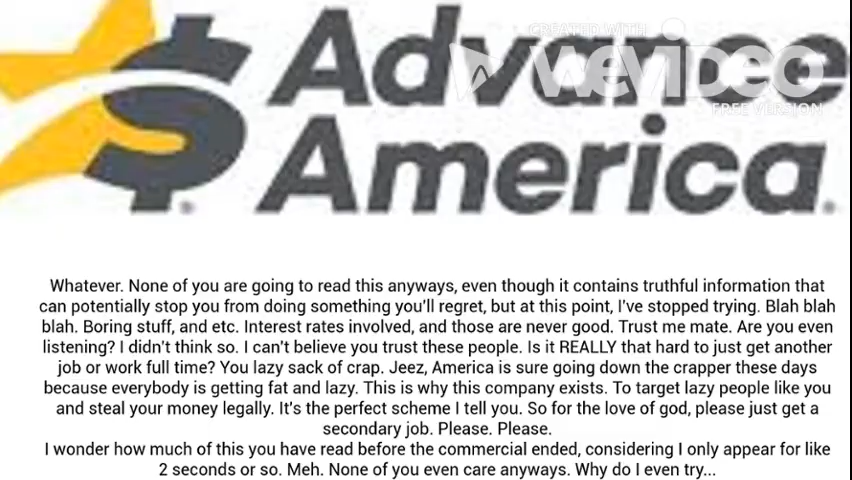 CREATED WITH
Advance
WeVideo
FREE VERSION
America.
Whatever. None of you are going to read this anyways, even though it contains truthful information that
can potentially stop you from doing something you'll regret, but at this point, I've stopped trying. Blah blah
blah. Boring stuff, and etc. Interest rates involved, and those are never good. Trust me mate. Are you even
listening? I didn't think so. I can't believe you trust these people. Is it REALLY that hard to just get another
job or work full time? You lazy sack of crap. Jeez, America is sure going down the crapper these days
because everybody is getting fat and lazy. This is why this company exists. To target lazy people like you
and steal your money legally. It's the perfect scheme I tell you. So for the love of god, please just get a
secondary job. Please. Please.
I wonder how much of this you have read before the commercial ended, considering I only appear for like
2 seconds or so. Meh. None of you even care anyways. Why do I even try...